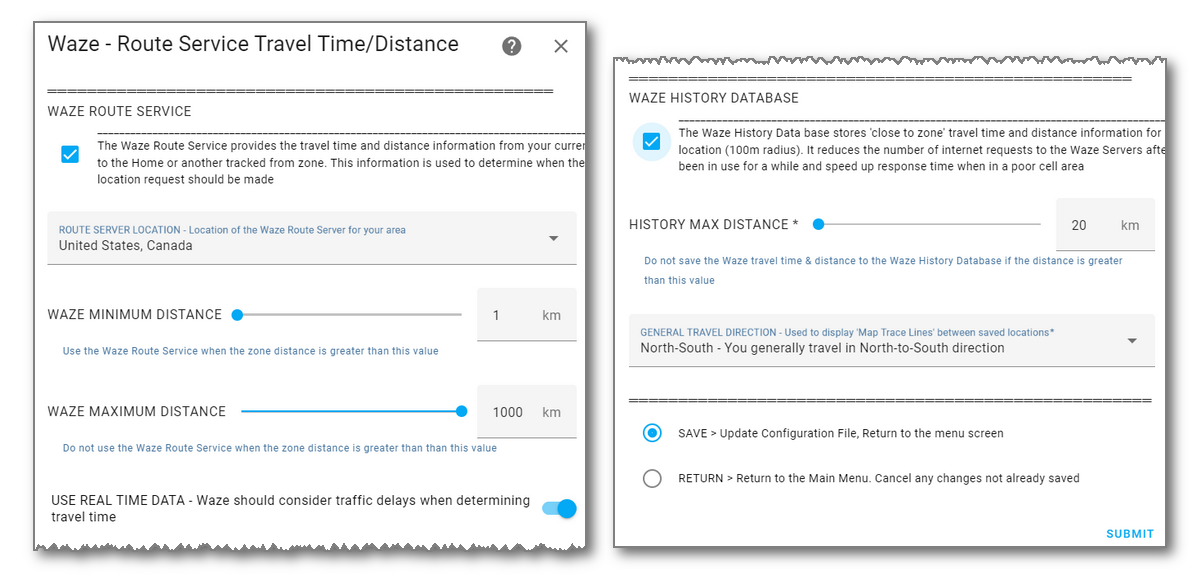 Waze - Route Service Travel Time/Distance
WAZE ROUTE SERVICE
The Waze Route Service provides the travel time and distance information from your
to the Home or another tracked from zone. This information is used to determine when the
location request should be made
ROUTE SERVER LOCATION - Location of the Waze Route Server for your area
United States, Canada
WAZE MINIMUM DISTANCE 1 km
Use the Waze Route Service when the zone distance is greater than this value
WAZE MAXIMUM DISTANCE 1000 km
Do not use the Waze Route Service when the zone distance is greater than than this value
USE REAL TIME DATA - Waze should consider traffic delays when determining
travel time
WAZE HISTORY DATABASE
The Waze History Data base stores 'close to zone' travel time and distance information for
location (100m radius). It reduces the number of internet requests to the Waze Servers
been in use for a while and speed up response time when in a poor cell area
HISTORY MAX DISTANCE * 20 km
Do not save the Waze travel time & distance to the Waze History Database if the distance is greater
than this value
GENERAL TRAVEL DIRECTION - Used to display 'Map Trace Lines' between saved locations*
North-South - You generally travel in North-to-South direction
SAVE > Update Configuration File, Return to the menu screen
RETURN > Return to the Main Menu. Cancel any changes not already saved
SUBMIT